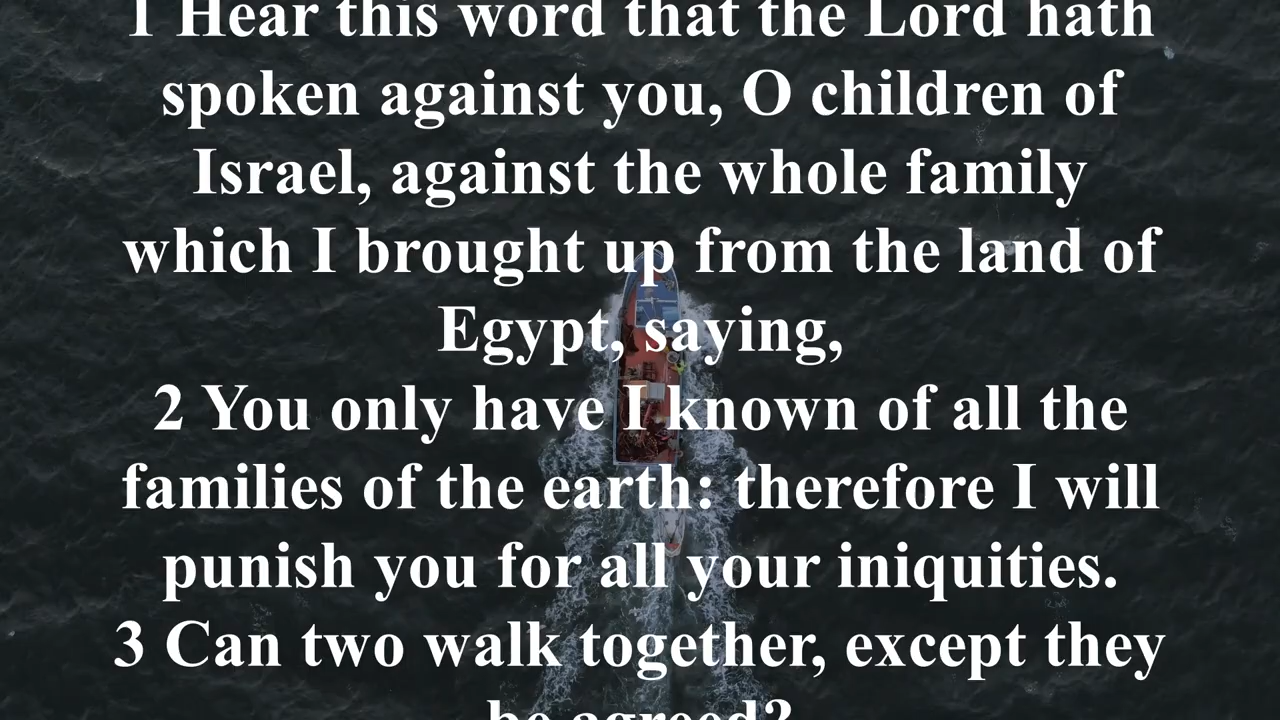 1 Hear this word that the Lord hath
spoken against you, O children of
Israel, against the whole family
which I brought up from the land of
Egypt, saying,
2 You only have I known of all the
families of the earth: therefore I will
punish you for all your iniquities.
3 Can two walk together, except they
be agreed?